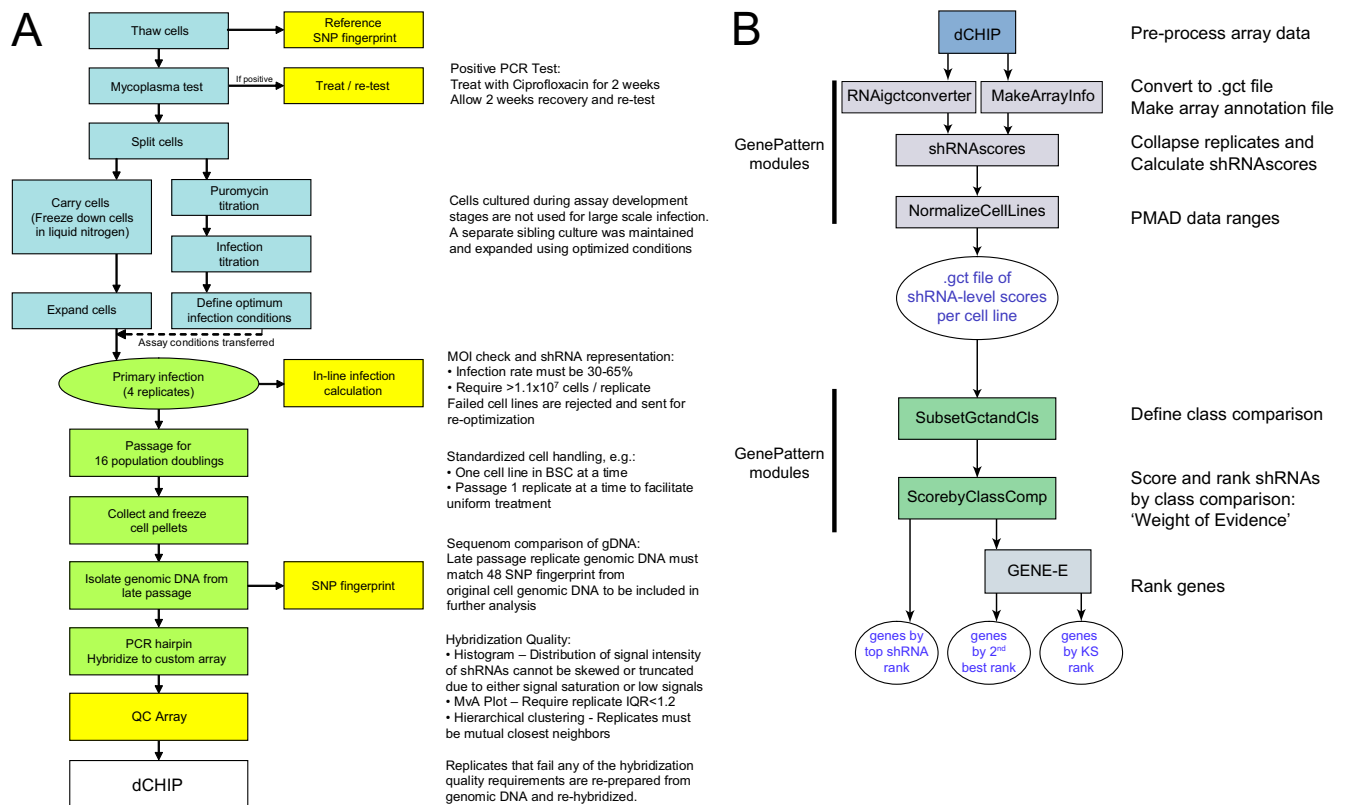 A
Thaw cells
Reference
SNP fingerprint
Mycoplasma test
If positive
Treat / re-test
Positive PCR Test:
Treat with Ciprofloxacin for 2 weeks
Allow 2 weeks recovery and re-test
Split cells
Carry cells
(Freeze down cells
in liquid nitrogen)
Puromycin
titration
Infection
titration
Cells cultured during assay development
stages are not used for large scale infection.
A separate sibling culture was maintained
and expanded using optimized conditions
Expand cells
Define optimum
infection conditions
Assay conditions transferred
Primary infection
(4 replicates)
In-line infection
calculation
MOI check and shRNA representation:
• Infection rate must be 30-65%
• Require >1.1x10⁷ cells / replicate
Failed cell lines are rejected and sent for
re-optimization
Passage for
16 population doublings
Standardized cell handling, e.g.:
• One cell line in BSC at a time
• Passage 1 replicate at a time to facilitate
uniform treatment
Collect and freeze
cell pellets
Isolate genomic DNA from
late passage
SNP fingerprint
Sequenom comparison of gDNA:
Late passage replicate genomic DNA must
match 48 SNP fingerprint from
original cell genomic DNA to be included in
further analysis
PCR hairpin
Hybridize to custom array
Hybridization Quality:
• Histogram – Distribution of signal intensity
of shRNAs cannot be skewed or truncated
due to either signal saturation or low signals
• MvA Plot – Require replicate IQR<1.2
• Hierarchical clustering - Replicates must
be mutual closest neighbors
QC Array
dCHIP
Replicates that fail any of the hybridization
quality requirements are re-prepared from
genomic DNA and re-hybridized.
B
dCHIP
Pre-process array data
RNAigctconverter
MakeArrayInfo
Convert to .gct file
Make array annotation file
GenePattern
modules
shRNAscores
Collapse replicates and
Calculate shRNAscores
NormalizeCellLines
PMAD data ranges
.gct file of
shRNA-level scores
per cell line
GenePattern
modules
SubsetGctandCls
Define class comparison
ScorebyClassComp
Score and rank shRNAs
by class comparison:
‘Weight of Evidence’
GENE-E
Rank genes
genes by
top shRNA
rank
genes
by 2ⁿᵈ
best rank
genes
by KS
rank